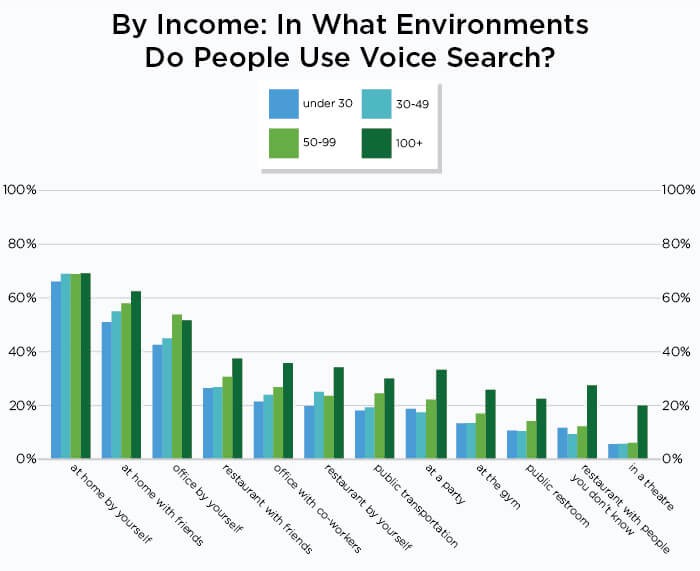 By Income: In What Environments
Do People Use Voice Search?
under 30
30-49
50-99
100+
100%
100%
80%
80%
60%
60%
40%
40%
20%
20%
0%
0%
at home by yourself
at home with friends
office by yourself
restaurant with friends
office with co-workers
restaurant by yourself
public transportation
at a party
at the gym
public restroom
restaurant with people
you don't know
in a theatre